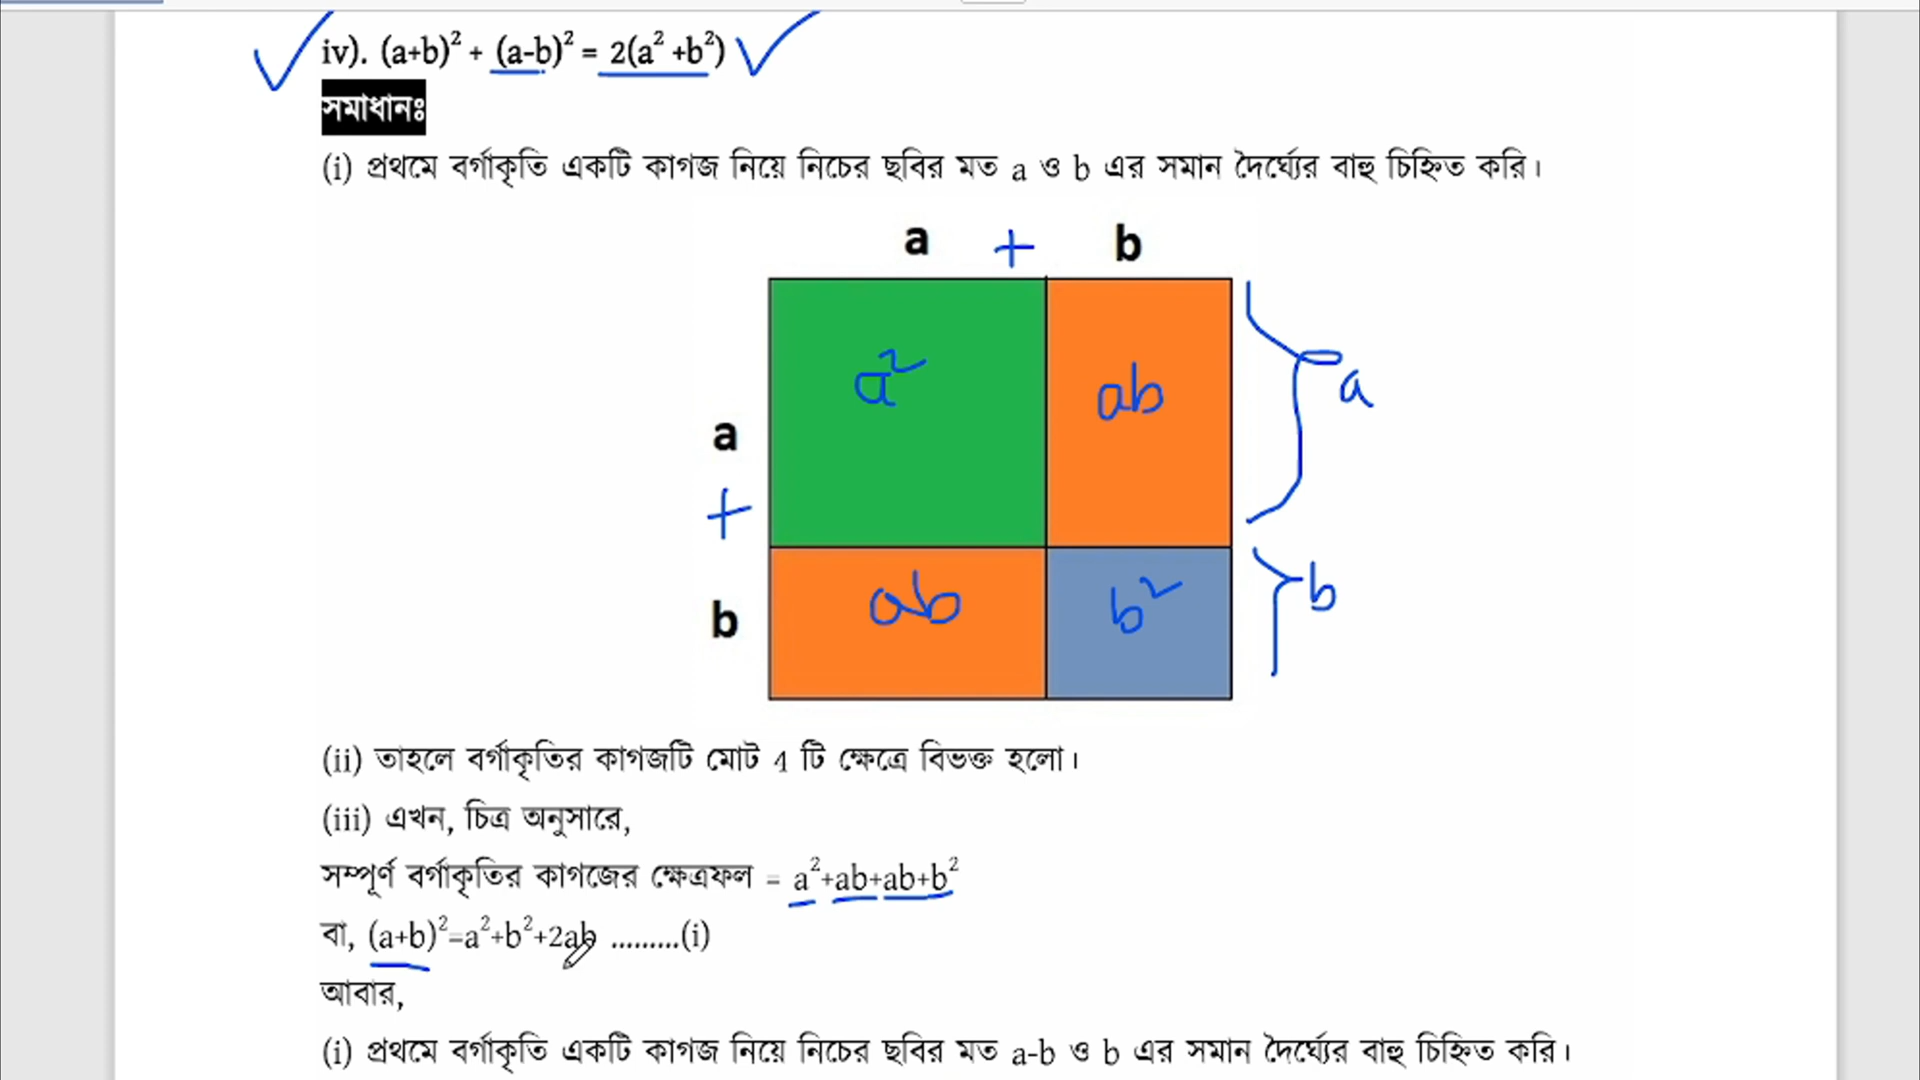 iv). (a+b)² + (a-b)² = 2(a² +b²)
সমাধানঃ
(i) প্রথমে বর্গাকৃতি একটি কাগজ নিয়ে নিচের ছবির মত a ও b এর সমান দৈর্ঘ্যের বাহু চিহ্নিত করি।
a + b
a² ab a
a
+
b ab b² b
(ii) তাহলে বর্গাকৃতির কাগজটি মোট 4 টি ক্ষেত্রে বিভক্ত হলো।
(iii) এখন, চিত্র অনুসারে,
সম্পূর্ণ বর্গাকৃতির কাগজের ক্ষেত্রফল = a²+ab+ab+b²
বা, (a+b)²=a²+b²+2ab .........(i)
আবার,
(i) প্রথমে বর্গাকৃতি একটি কাগজ নিয়ে নিচের ছবির মত a-b ও b এর সমান দৈর্ঘ্যের বাহু চিহ্নিত করি।